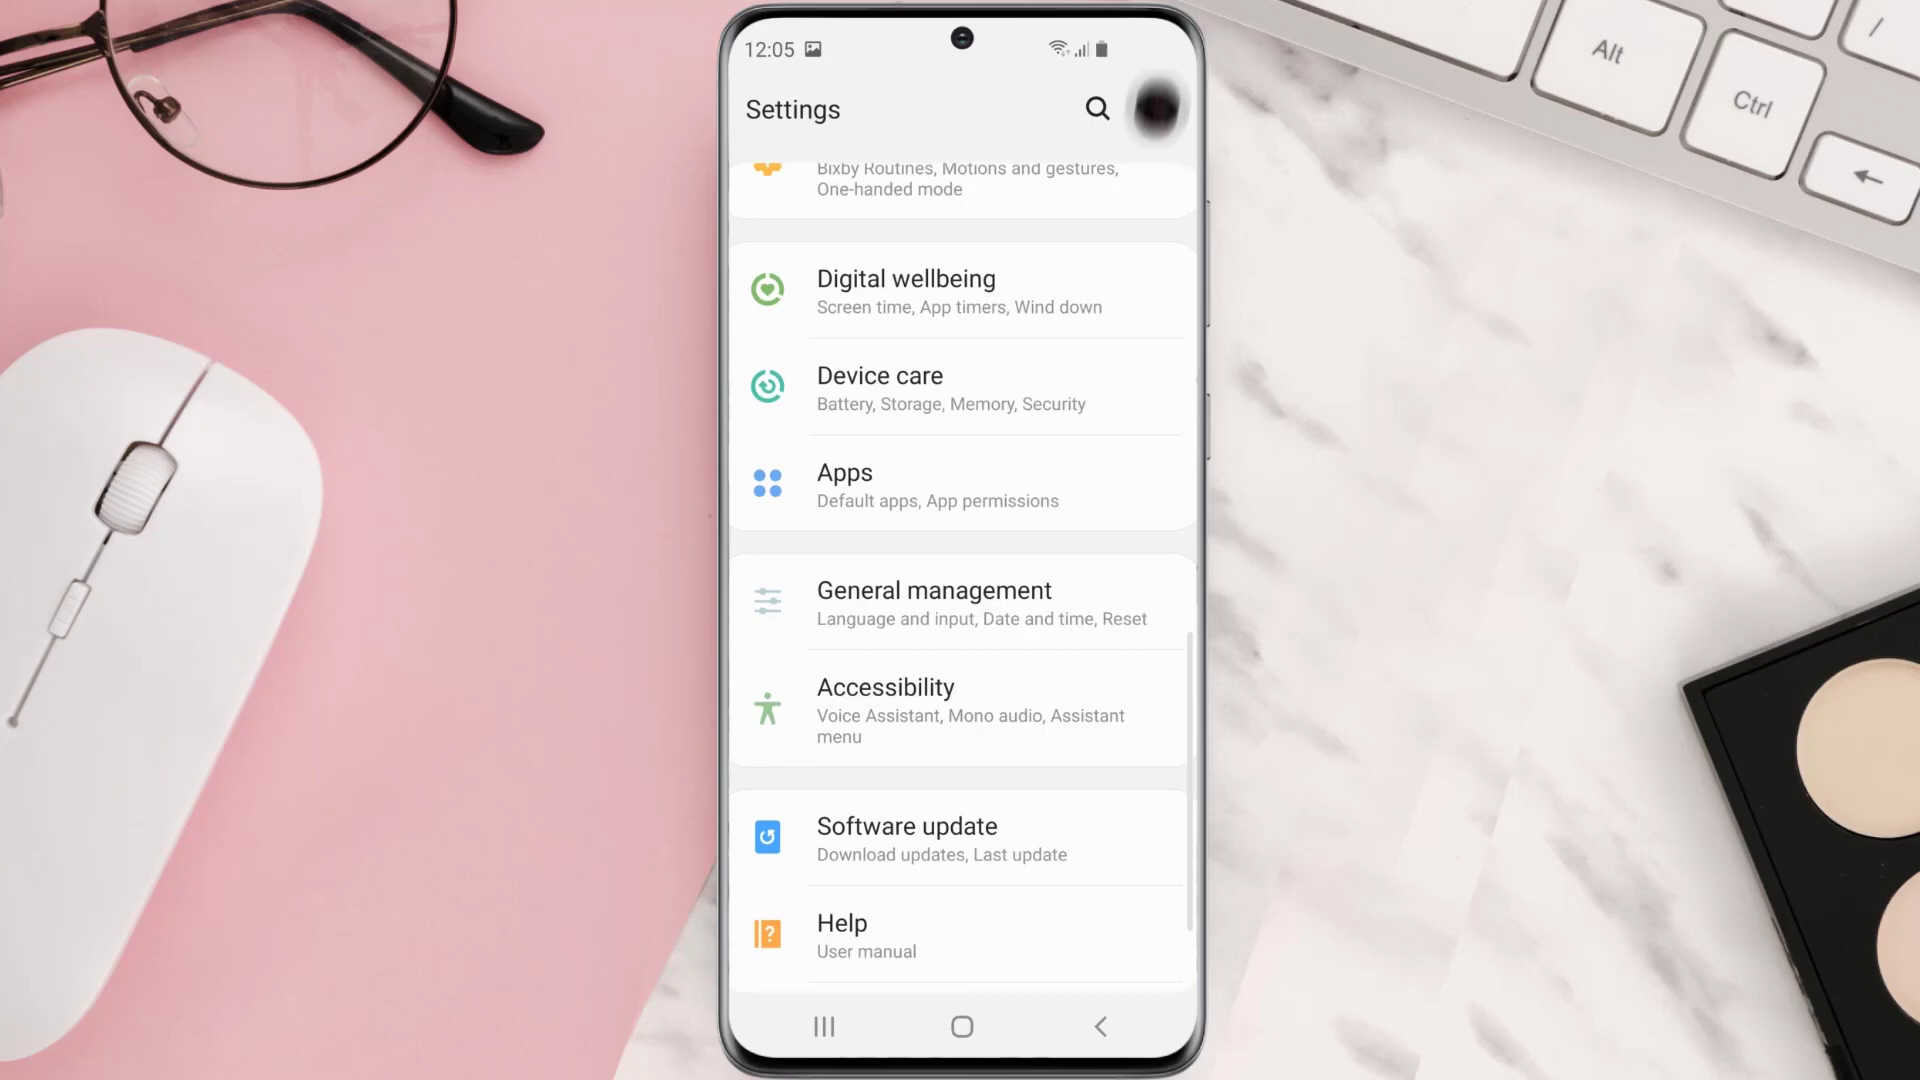 12:05
Settings
Bixby Routines, Motions and gestures,
One-handed mode
Digital wellbeing
Screen time, App timers, Wind down
Device care
Battery, Storage, Memory, Security
Apps
Default apps, App permissions
General management
Language and input, Date and time, Reset
Accessibility
Voice Assistant, Mono audio, Assistant
menu
Software update
Download updates, Last update
?
Help
User manual
Alt
Ctrl
/